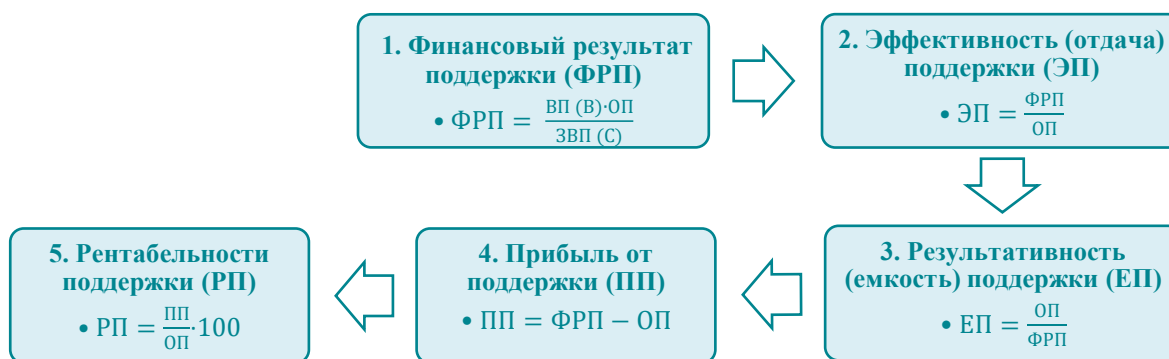 1. Финансовый результат
поддержки (ФРП)
• ФРП = ВП (В)·ОП / ЗВП (С)
2. Эффективность (отдача)
поддержки (ЭП)
• ЭП = ФРП / ОП
3. Результативность
(емкость) поддержки (ЕП)
• ЕП = ОП / ФРП
4. Прибыль от
поддержки (ПП)
• ПП = ФРП − ОП
5. Рентабельности
поддержки (РП)
• РП = ПП / ОП ·100